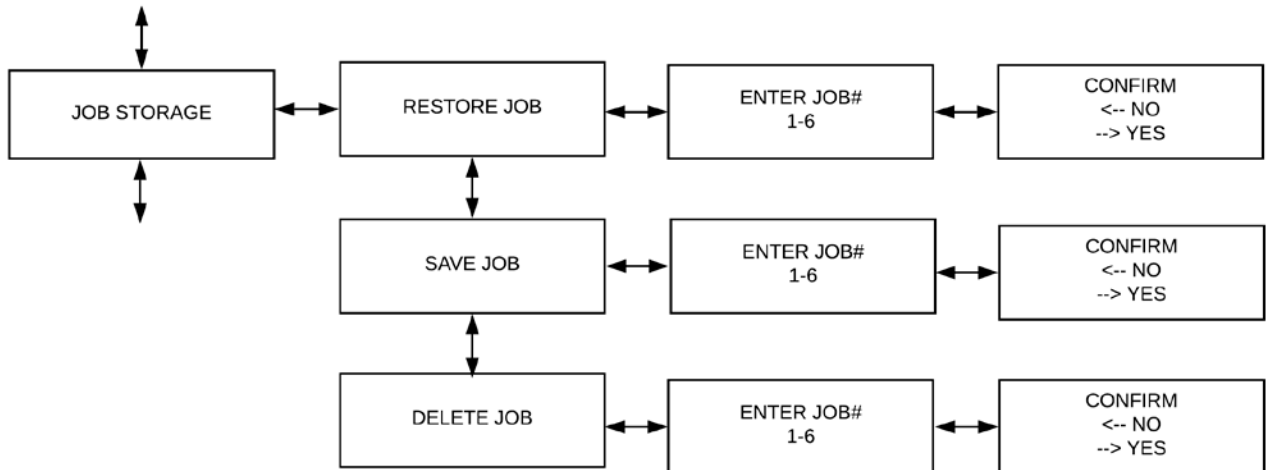 JOB STORAGE
RESTORE JOB
ENTER JOB#
1-6
CONFIRM
<-- NO
--> YES
SAVE JOB
ENTER JOB#
1-6
CONFIRM
<-- NO
--> YES
DELETE JOB
ENTER JOB#
1-6
CONFIRM
<-- NO
--> YES